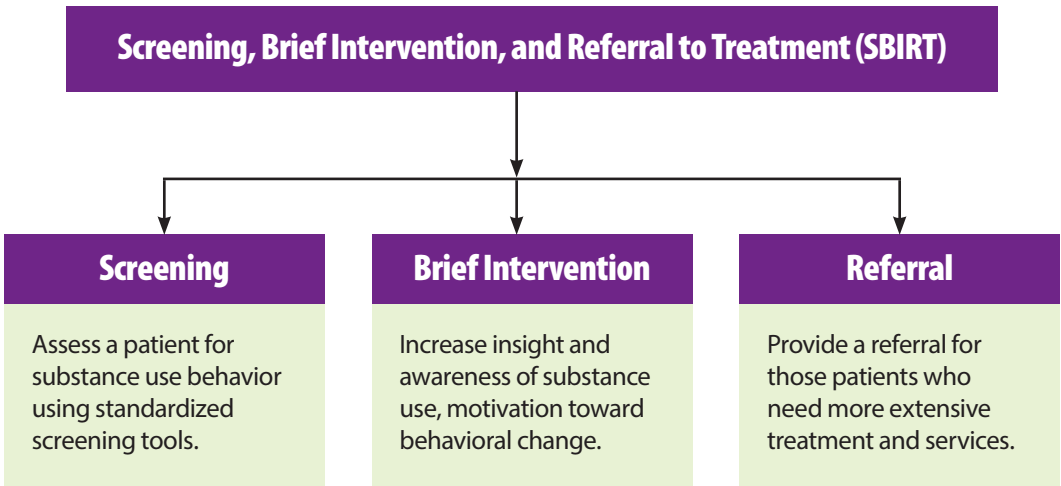 Screening, Brief Intervention, and Referral to Treatment (SBIRT)
Screening
Assess a patient for
substance use behavior
using standardized
screening tools.
Brief Intervention
Increase insight and
awareness of substance
use, motivation toward
behavioral change.
Referral
Provide a referral for
those patients who
need more extensive
treatment and services.